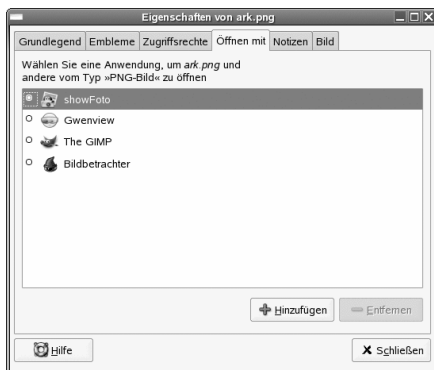 Eigenschaften von ark.png
Grundlegend Embleme Zugriffsrechte Öffnen mit Notizen Bild
Wählen Sie eine Anwendung, um ark.png und
andere vom Typ »PNG-Bild« zu öffnen
showFoto
Gwenview
The GIMP
Bildbetrachter
Hinzufügen Entfernen
Hilfe Schließen